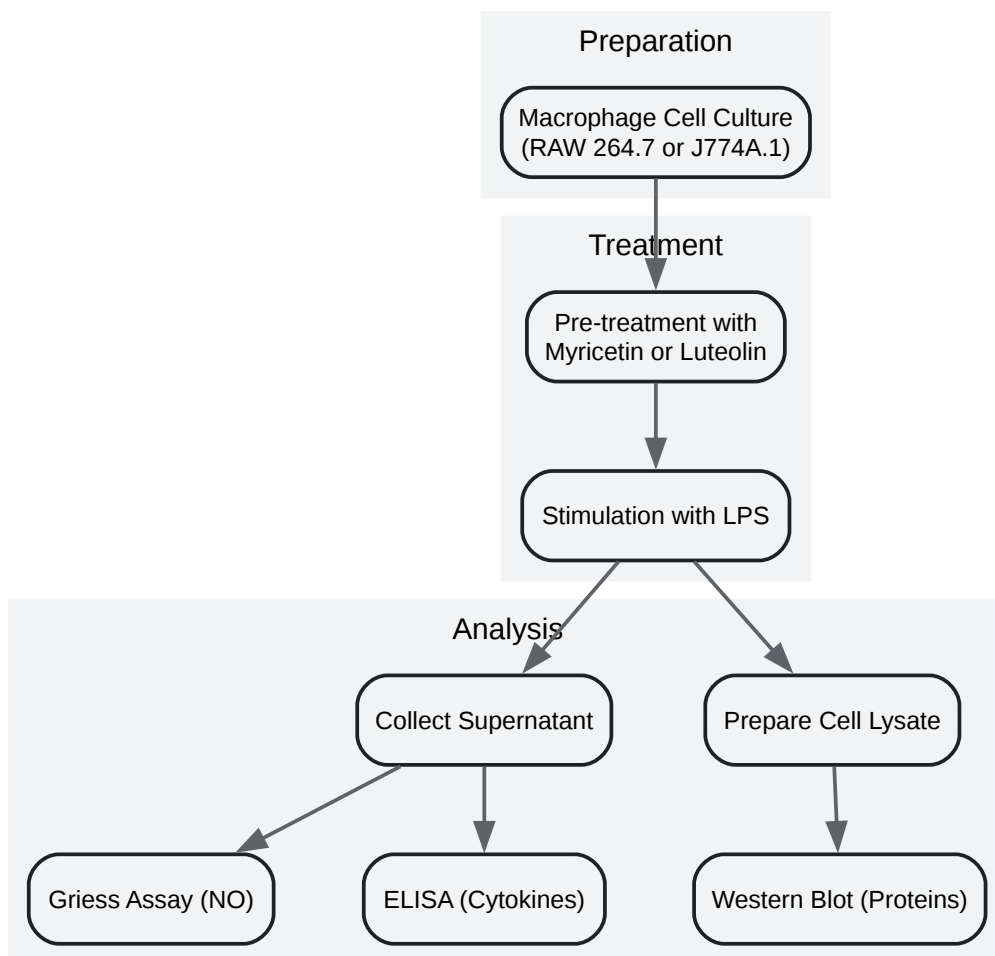 Preparation
Macrophage Cell Culture
(RAW 264.7 or J774A.1)
Treatment
Pre-treatment with
Myricetin or Luteolin
Stimulation with LPS
Analysis
Collect Supernatant
Prepare Cell Lysate
Griess Assay (NO)
ELISA (Cytokines)
Western Blot (Proteins)